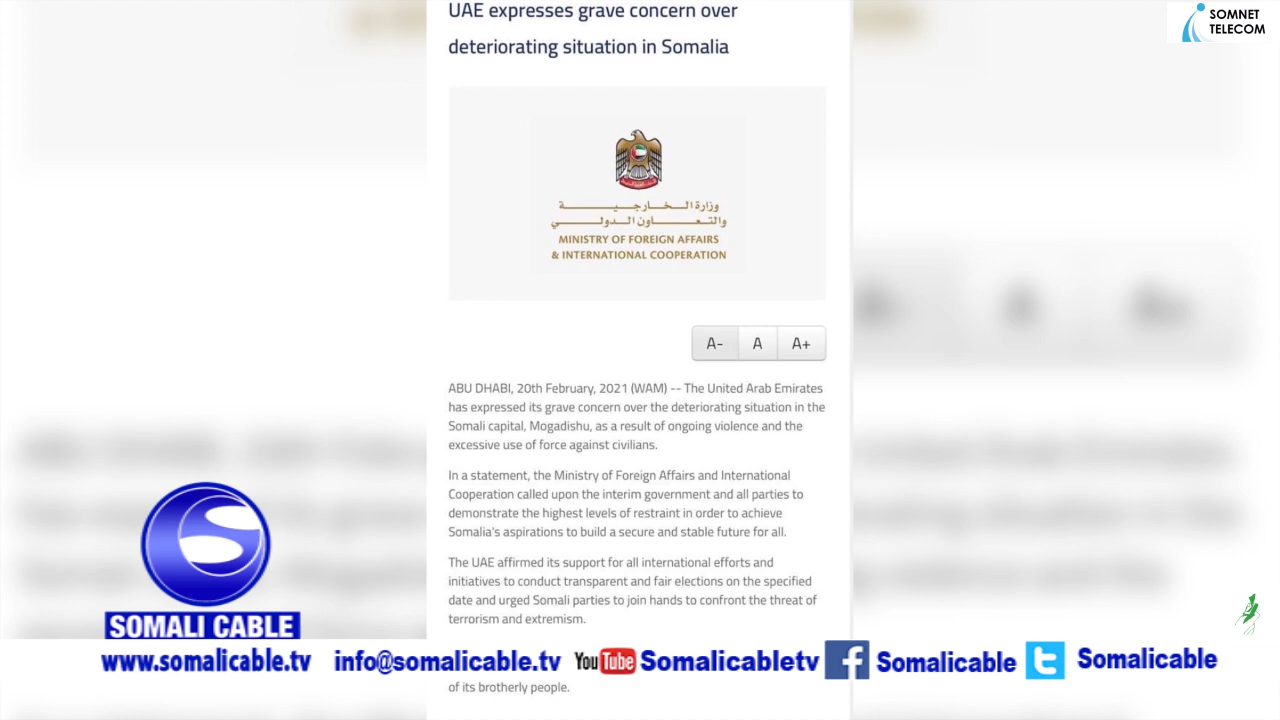 UAE expresses grave concern over
deteriorating situation in Somalia
SOMNET
TELECOM
وزارة الخارجية
والتعاون الدولي
MINISTRY OF FOREIGN AFFAIRS
& INTERNATIONAL COOPERATION
A- A A+
ABU DHABI, 20th February, 2021 (WAM) -- The United Arab Emirates
has expressed its grave concern over the deteriorating situation in the
Somali capital, Mogadishu, as a result of ongoing violence and the
excessive use of force against civilians.
In a statement, the Ministry of Foreign Affairs and International
Cooperation called upon the interim government and all parties to
demonstrate the highest levels of restraint in order to achieve
Somalia's aspirations to build a secure and stable future for all.
The UAE affirmed its support for all international efforts and
initiatives to conduct transparent and fair elections on the specified
date and urged Somali parties to join hands to confront the threat of
terrorism and extremism.
SOMALI CABLE
www.somalicable.tv info@somalicable.tv YouTube Somalicabletv f Somalicable Somalicable
of its brotherly people.